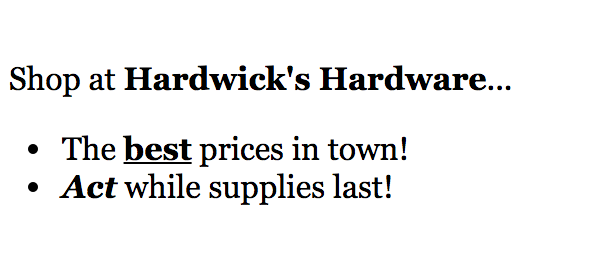 Shop at Hardwick's Hardware...
• The best prices in town!
• Act while supplies last!